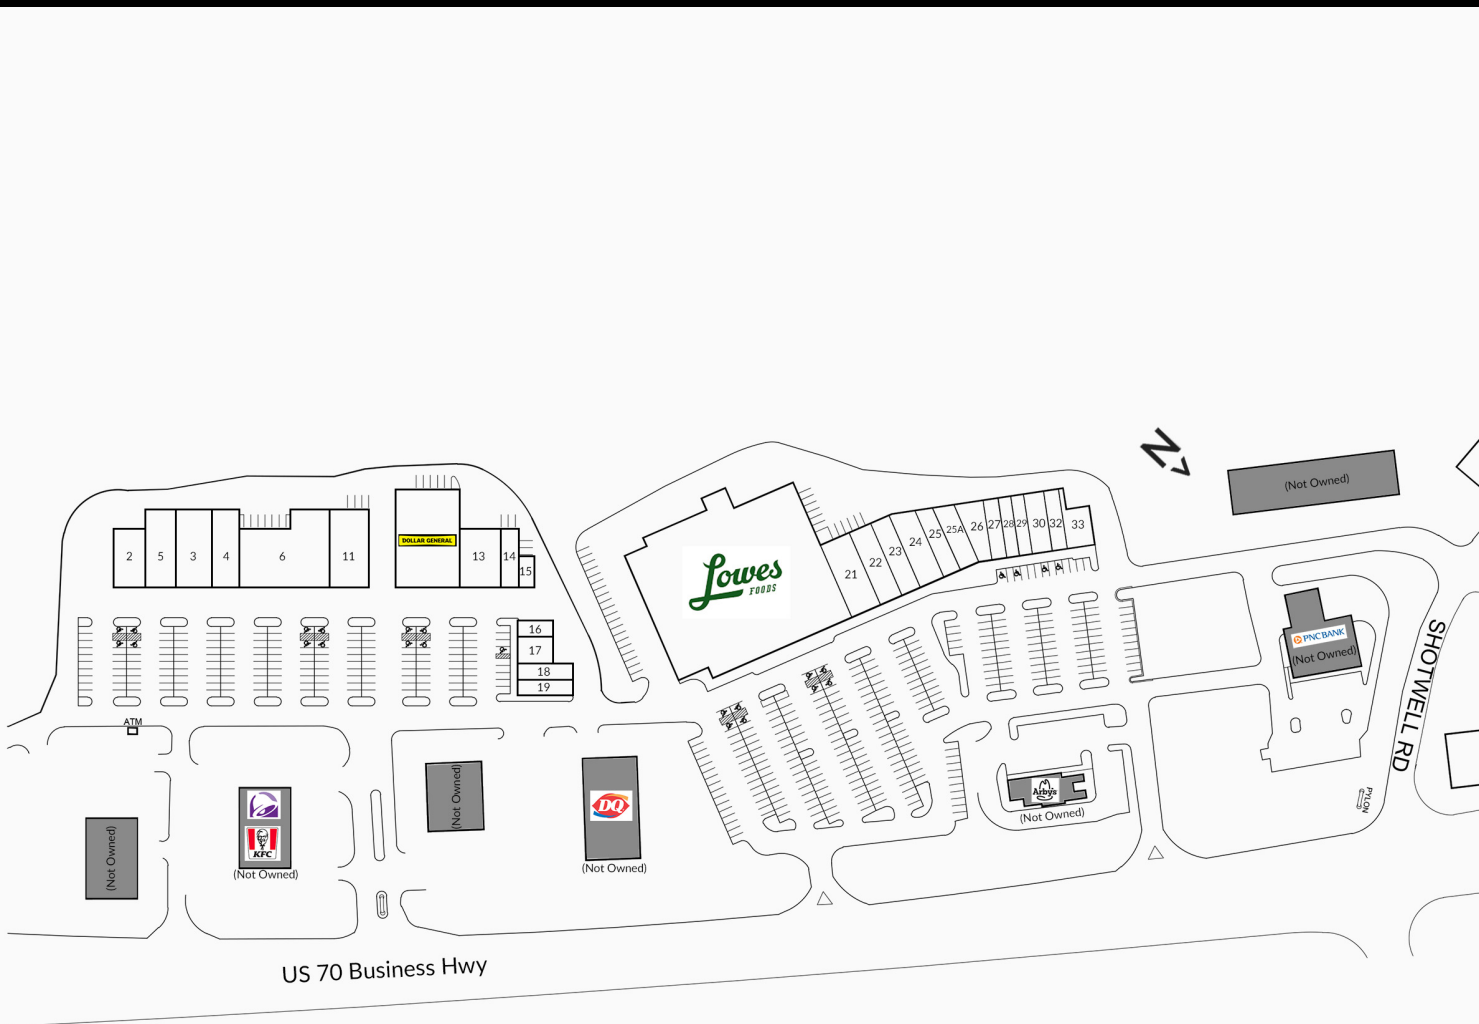 N
(Not Owned)
DOLLAR GENERAL
2
5
3
4
6
11
13
14
15
Lowes
FOODS
21
22
23
24
25
25A
26
27
28
29
30
32
33
16
17
18
19
PNC BANK
(Not Owned)
SHOTWELL RD
ATM
(Not Owned)
KFC
(Not Owned)
(Not Owned)
DQ
(Not Owned)
Arby's
(Not Owned)
PYLON
US 70 Business Hwy